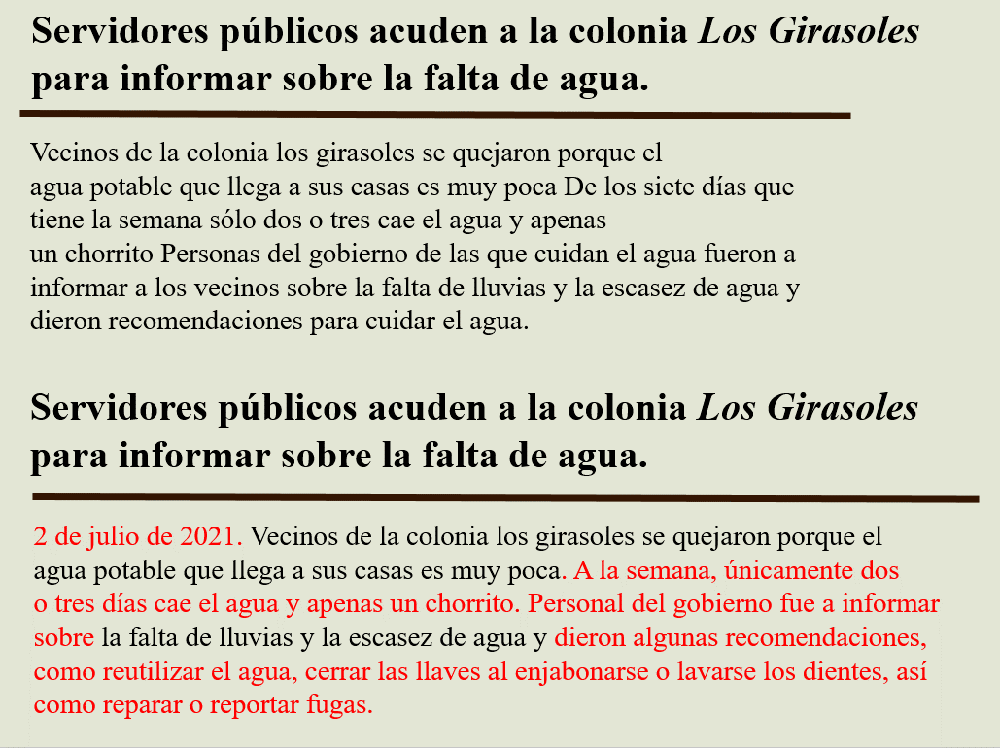 Servidores públicos acuden a la colonia Los Girasoles
para informar sobre la falta de agua.
Vecinos de la colonia los girasoles se quejaron porque el
agua potable que llega a sus casas es muy poca De los siete días que
tiene la semana sólo dos o tres cae el agua y apenas
un chorrito Personas del gobierno de las que cuidan el agua fueron a
informar a los vecinos sobre la falta de lluvias y la escasez de agua y
dieron recomendaciones para cuidar el agua.
Servidores públicos acuden a la colonia Los Girasoles
para informar sobre la falta de agua.
2 de julio de 2021. Vecinos de la colonia los girasoles se quejaron porque el
agua potable que llega a sus casas es muy poca. A la semana, únicamente dos
o tres días cae el agua y apenas un chorrito. Personal del gobierno fue a informar
sobre la falta de lluvias y la escasez de agua y dieron algunas recomendaciones,
como reutilizar el agua, cerrar las llaves al enjabonarse o lavarse los dientes, así
como reparar o reportar fugas.